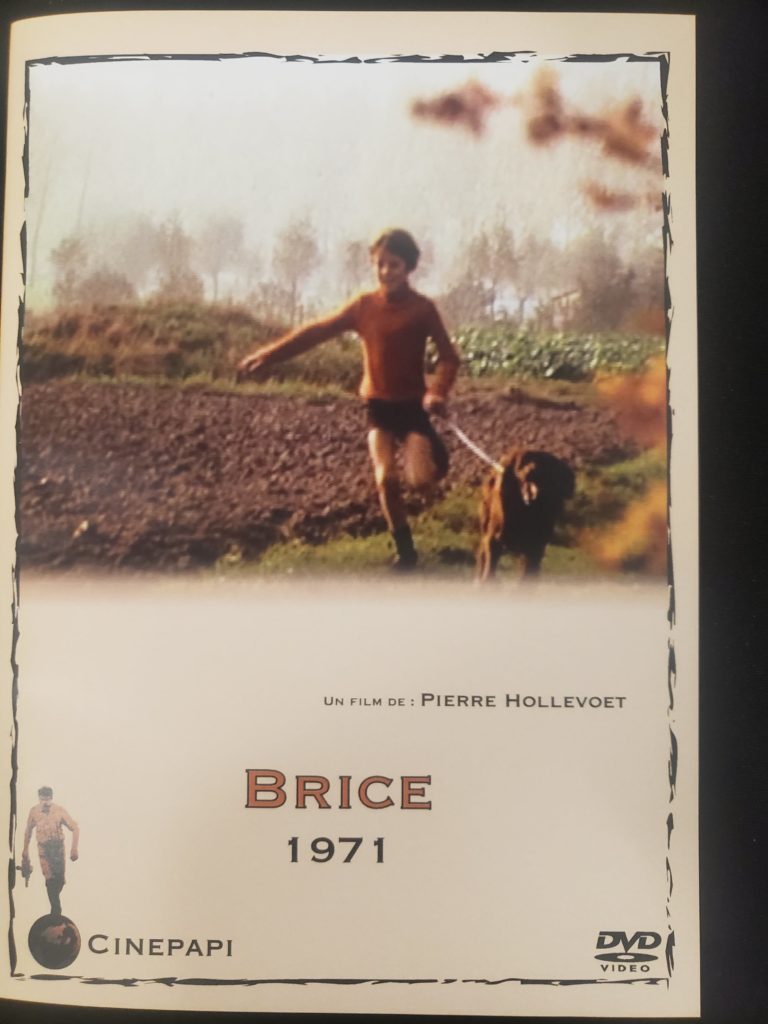 UN FILM DE : PIERRE HOLLEVOET
BRICE
1971
CINEPAPI
DVD
VIDEO